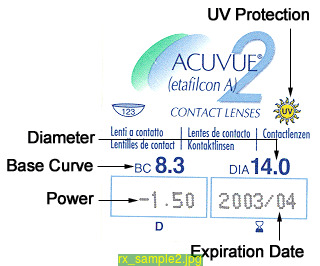 UV Protection
ACUVUE® 2
(etafilcon A)
CONTACT LENSES
123
UV
Diameter
Lenti a contatto | Lentes de contacto | Contactlenzen
Lentilles de contact | Kontaktlinsen
Base Curve BC 8.3 DIA 14.0
Power -1.50 2003/04
D
Expiration Date
rx_sample2.jpg